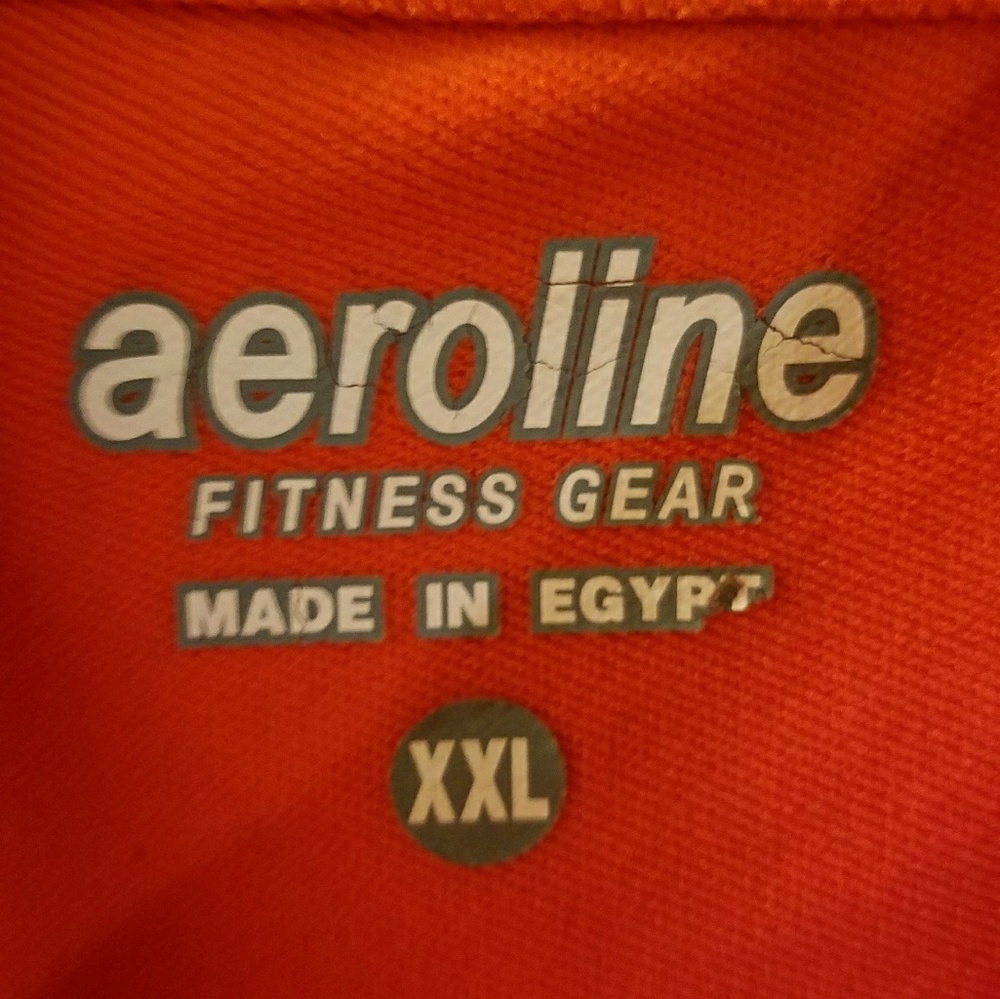 aeroline
FITNESS GEAR
MADE IN EGYPT
XXL